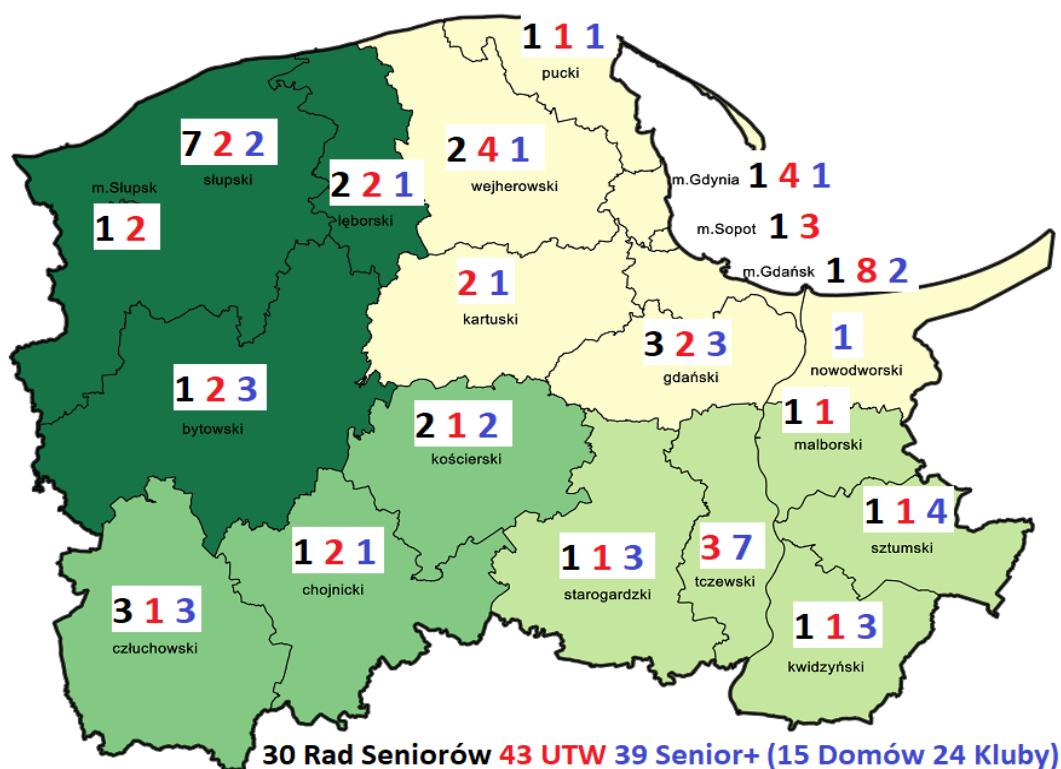 1 1 1
pucki
7 2 2
słupski
m.Słupsk
1 2
2 2 1
lęborski
2 4 1
wejherowski
m.Gdynia 1 4 1
m.Sopot 1 3
m.Gdańsk 1 8 2
2 1
kartuski
3 2 3
gdański
1
nowodworski
1 2 3
bytowski
2 1 2
kościerski
1 1
malborski
1 1 4
sztumski
1 2 1
chojnicki
1 1 3
starogardzki
3 7
tczewski
3 1 3
człuchowski
1 1 3
kwidzyński
30 Rad Seniorów 43 UTW 39 Senior+ (15 Domów 24 Kluby)